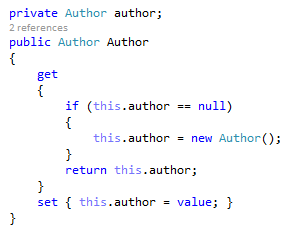 private Author author;
2 references
public Author Author
{
    get
    {
        if (this.author == null)
        {
            this.author = new Author();
        }
        return this.author;
    }
    set { this.author = value; }
}